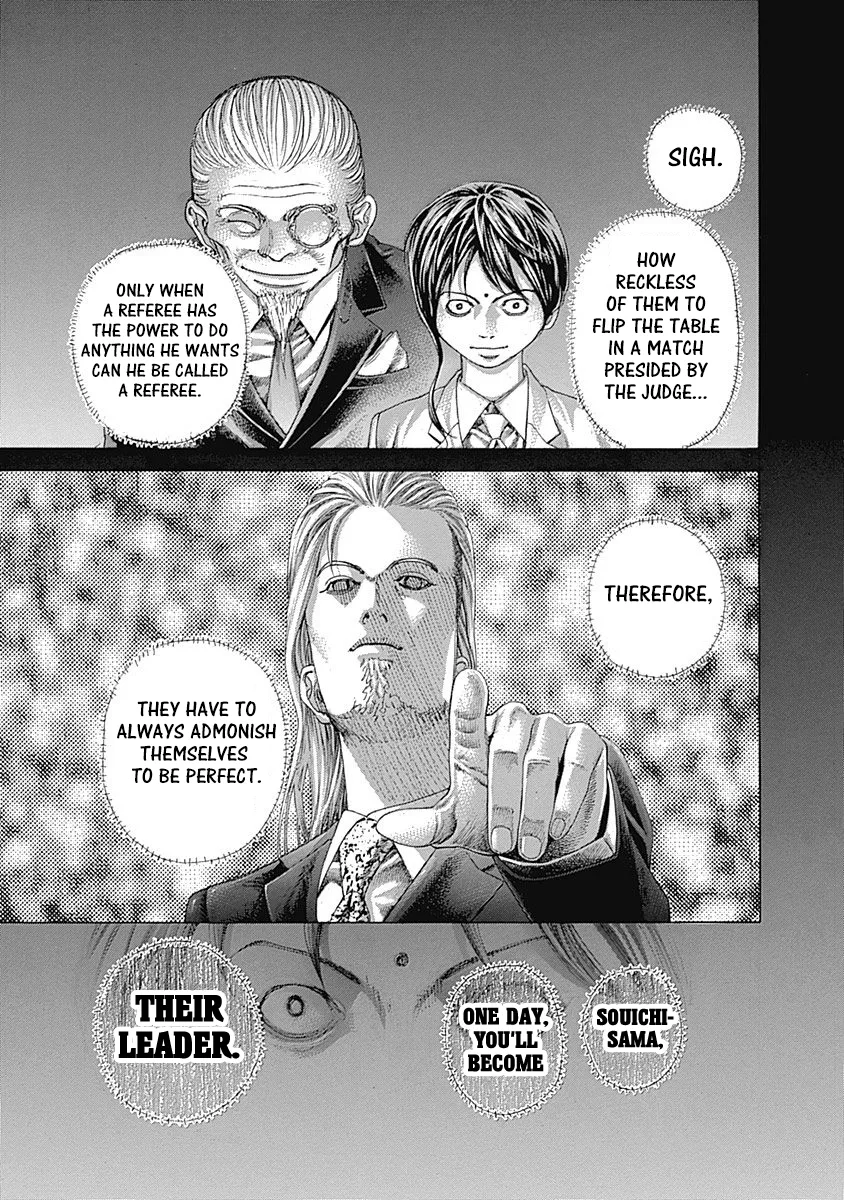 SIGH.
HOW
RECKLESS
OF THEM TO
FLIP THE TABLE
IN A MATCH
PRESIDED BY
THE JUDGE...
ONLY WHEN
A REFEREE HAS
THE POWER TO DO
ANYTHING HE WANTS
CAN HE BE CALLED
A REFEREE.
THEREFORE,
THEY HAVE TO
ALWAYS ADMONISH
THEMSELVES
TO BE PERFECT.
SOUICHI-
SAMA,
ONE DAY,
YOU'LL
BECOME
THEIR
LEADER.